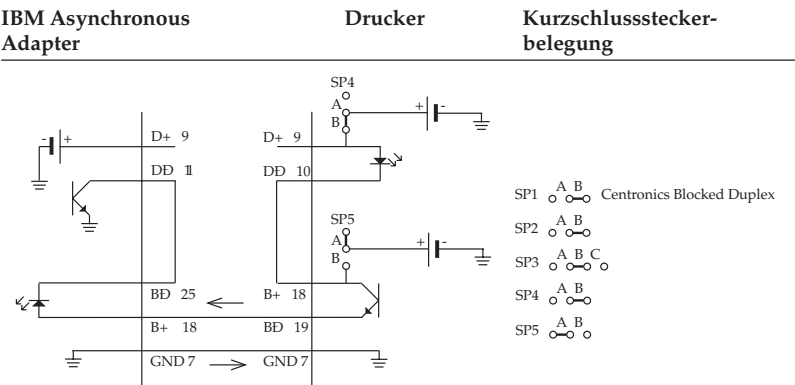 IBM Asynchronous Adapter
Drucker
Kurzschlussstecker-
belegung
SP4
A
B
+ -
- +
D+ 9
D+ 9
DÐ 11
DÐ 10
SP5
A
B
+ -
BÐ 25
B+ 18
B+ 18
BÐ 19
GND 7
GND 7
SP1 A B Centronics Blocked Duplex
SP2 A B
SP3 A B C
SP4 A B
SP5 A B